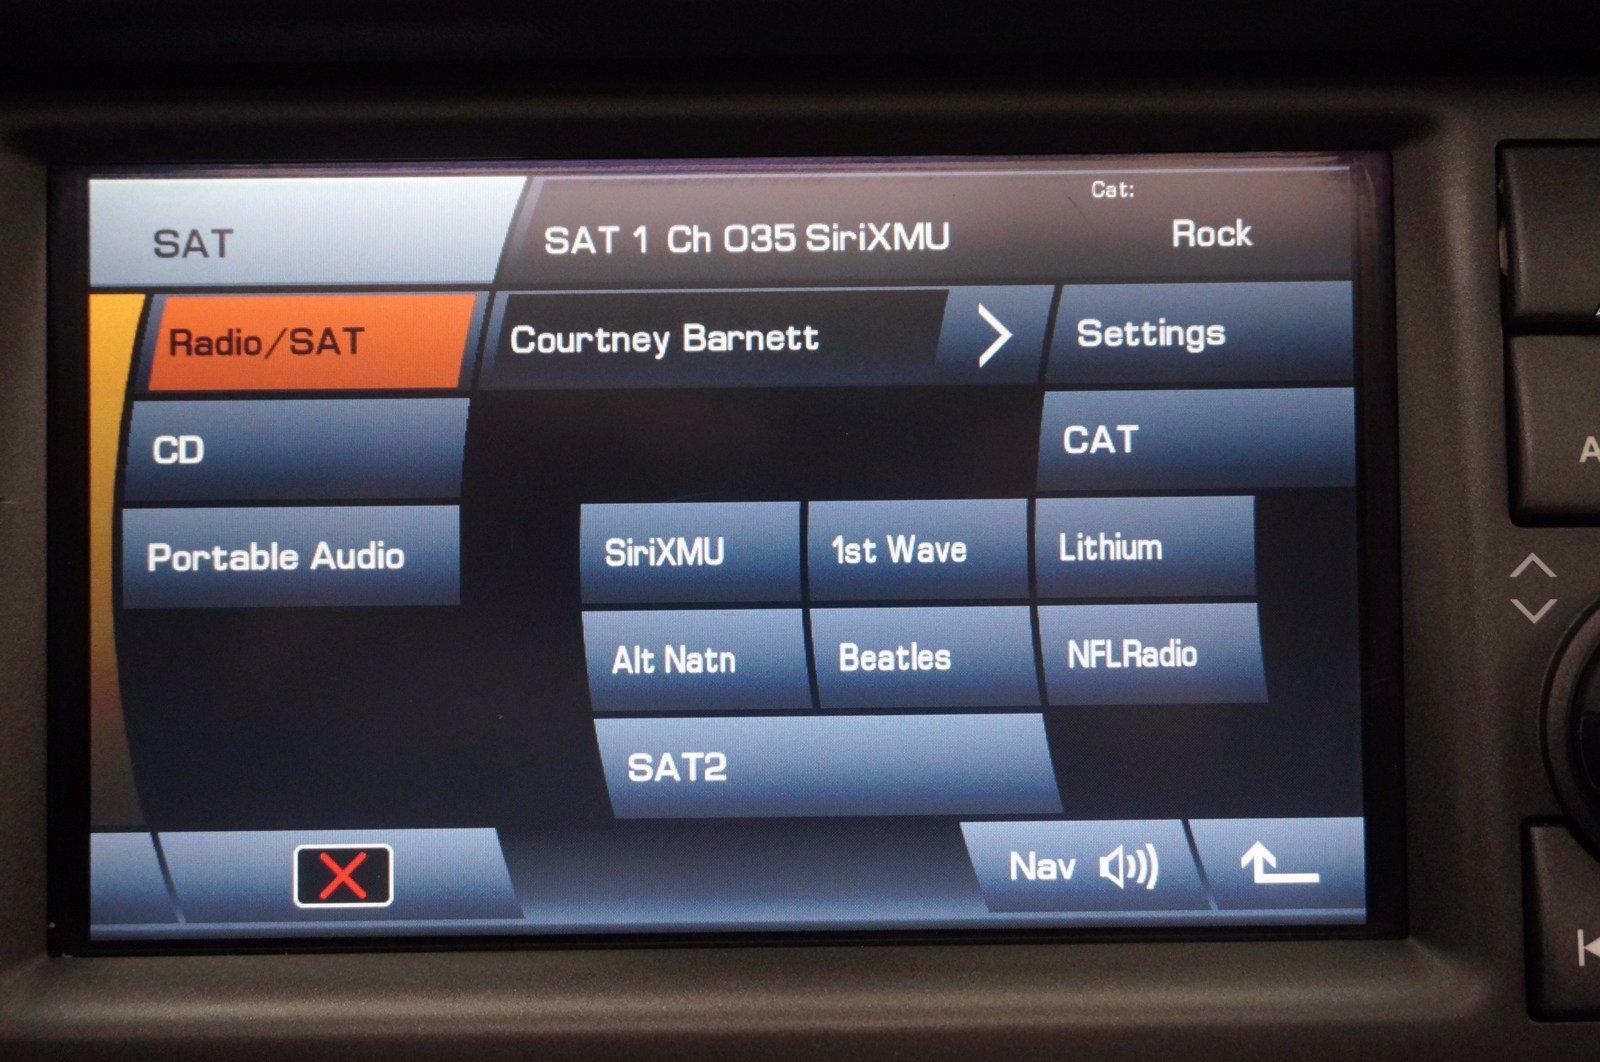 SAT
SAT 1 Ch 035 SiriXMU
Cat:
Rock
Radio/SAT
Courtney Barnett
Settings
CD
CAT
Portable Audio
SiriXMU
1st Wave
Lithium
Alt Natn
Beatles
NFLRadio
SAT2
Nav